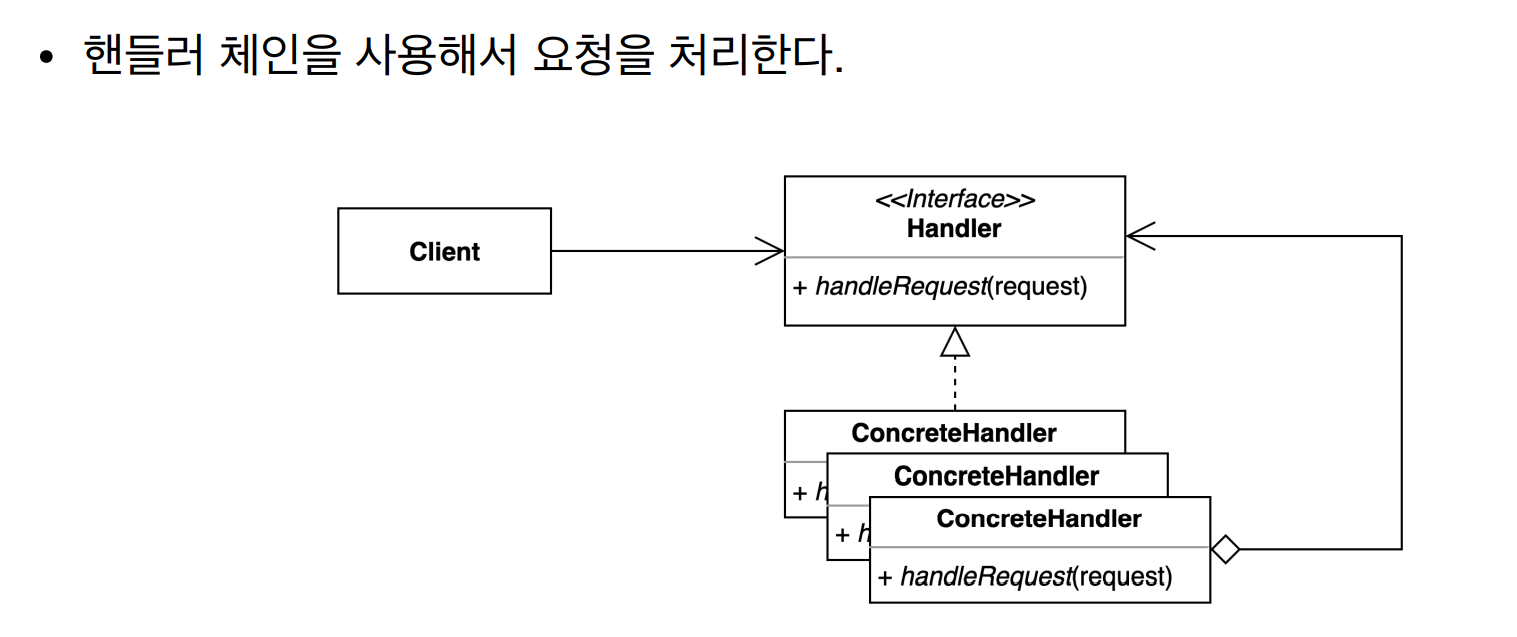 • 핸들러 체인을 사용해서 요청을 처리한다.
<<Interface>>
Handler
Client
+ handleRequest(request)
ConcreteHandler
ConcreteHandler
+ h
ConcreteHandler
+ h
+ handleRequest(request)